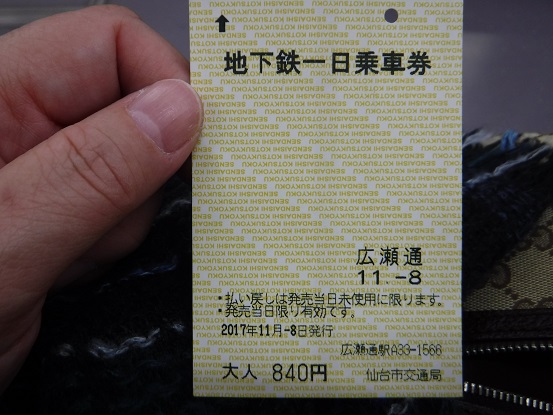 地下鉄一日乗車券
広瀬通
11.-8
・払い戻しは発売当日未使用に限ります。
・発売当日限り有効です。
2017年11月-8日発行
広瀬通駅A33-1566
大人 840円 仙台市交通局